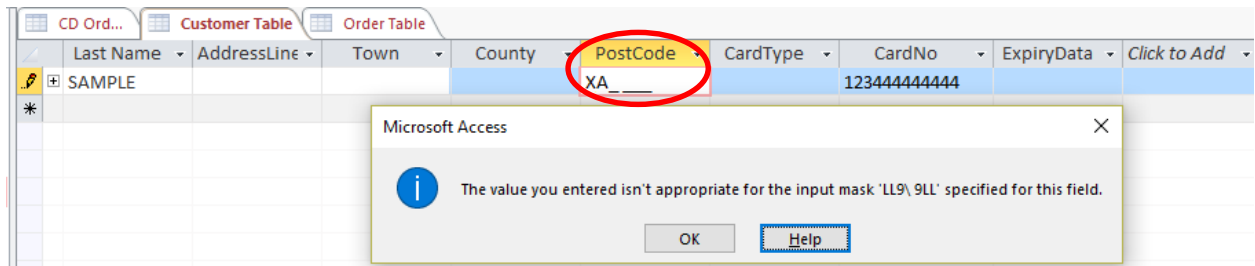 CD Ord... Customer Table Order Table
Last Name AddressLine Town County PostCode CardType CardNo ExpiryData Click to Add
SAMPLE XA_ ___ 123444444444
Microsoft Access
The value you entered isn't appropriate for the input mask 'LL9\ 9LL' specified for this field.
OK Help